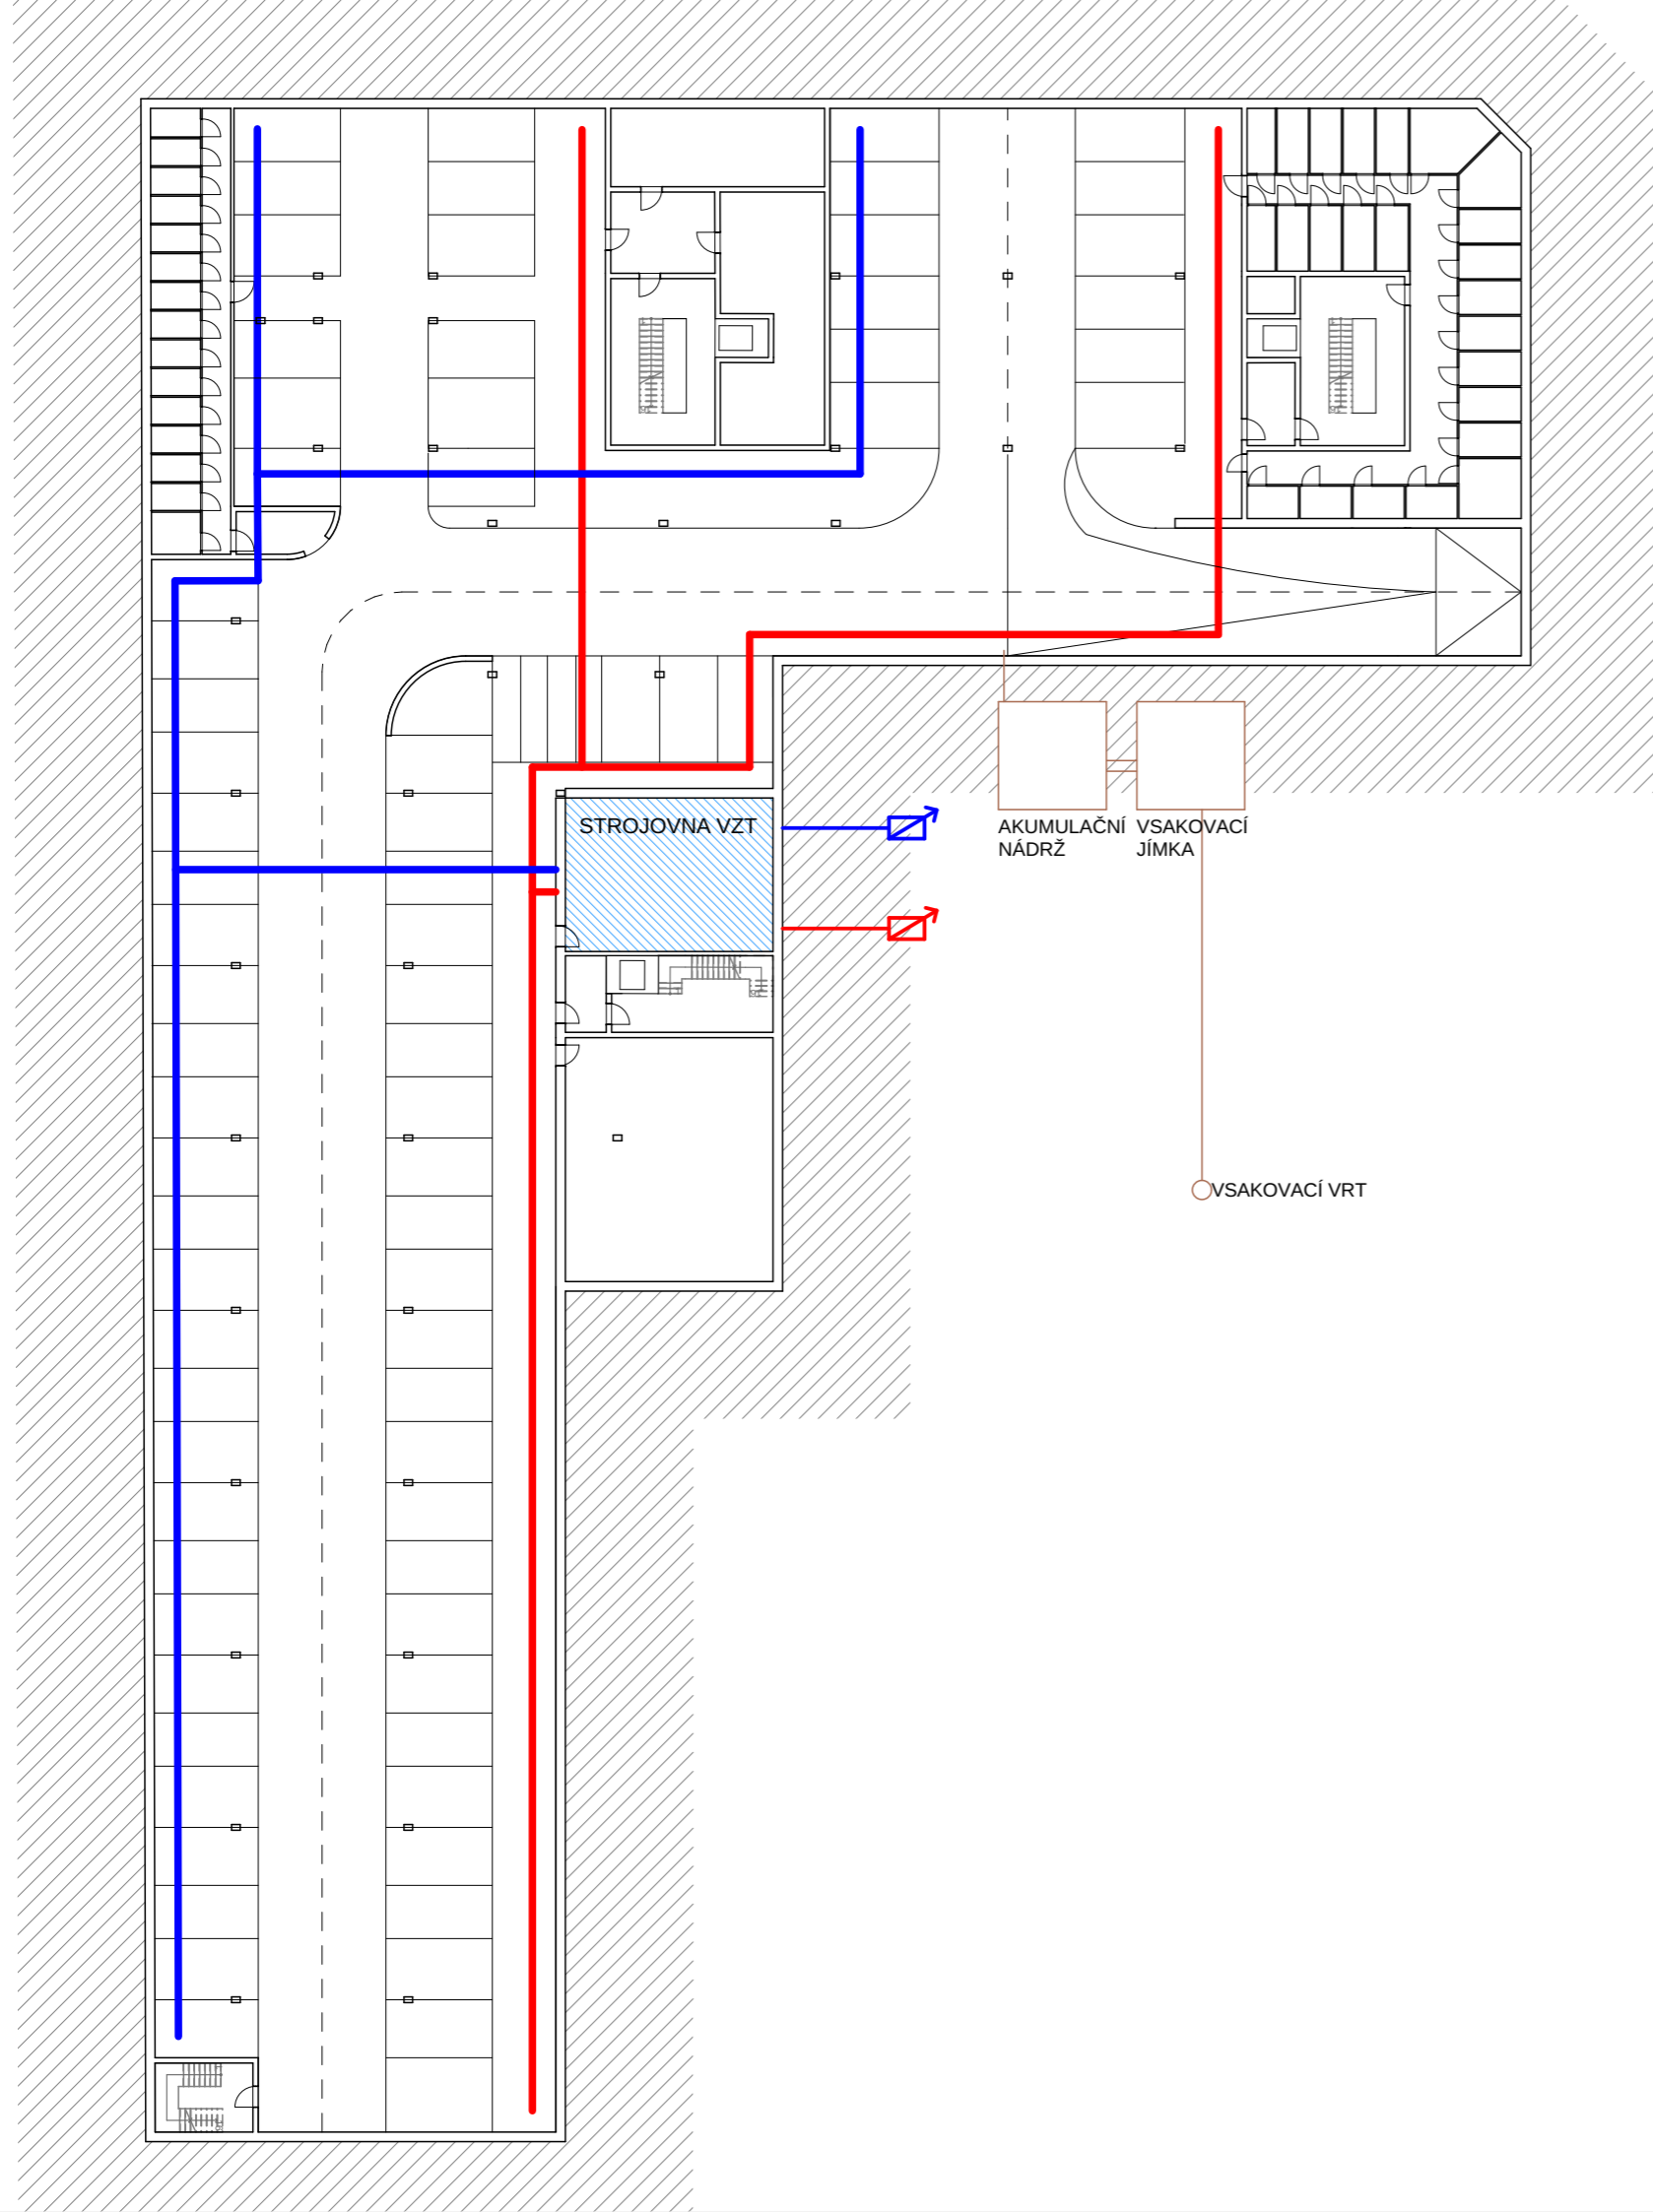 STROJOVNA VZT
AKUMULAČNÍ
NÁDRŽ
VSAKOVACÍ
JÍMKA
VSAKOVACÍ VRT